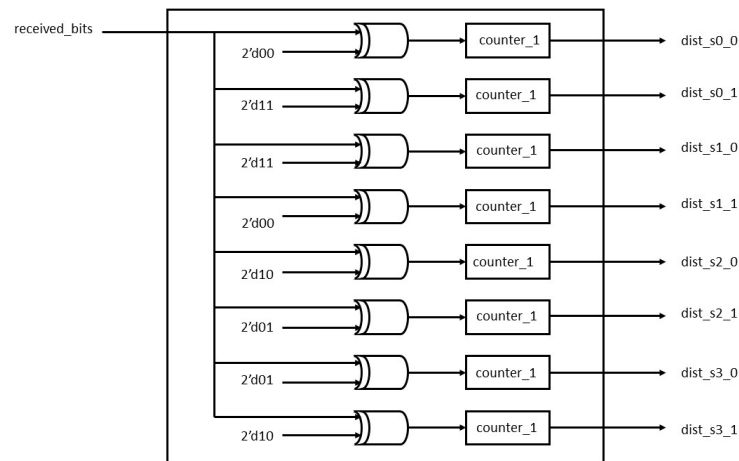 received_bits
2'd00
counter_1
dist_s0_0
2'd11
counter_1
dist_s0_1
2'd11
counter_1
dist_s1_0
2'd00
counter_1
dist_s1_1
2'd10
counter_1
dist_s2_0
2'd01
counter_1
dist_s2_1
2'd01
counter_1
dist_s3_0
2'd10
counter_1
dist_s3_1